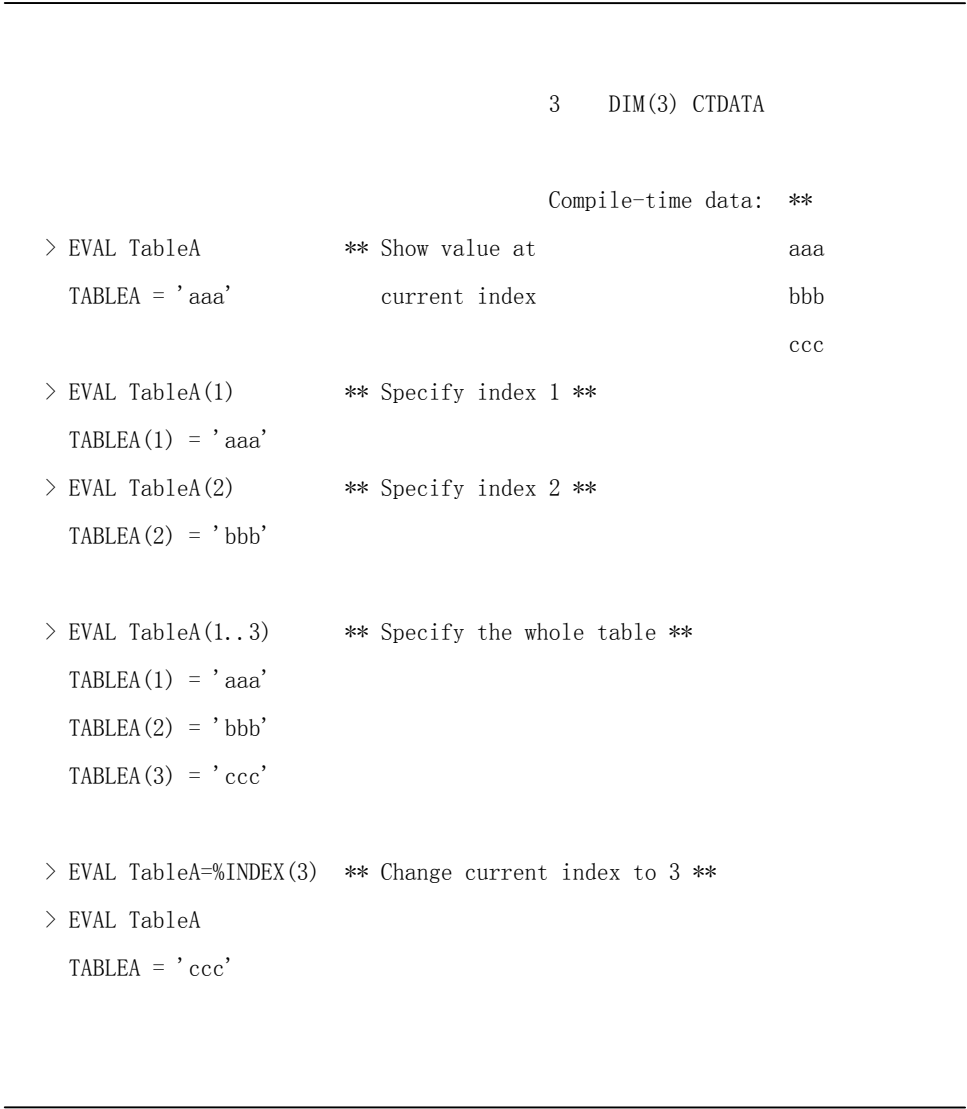 3    DIM(3) CTDATA
Compile-time data:  **
> EVAL TableA    ** Show value at    aaa
TABLEA = 'aaa'    current index    bbb
ccc
> EVAL TableA(1)    ** Specify index 1 **
TABLEA(1) = 'aaa'
> EVAL TableA(2)    ** Specify index 2 **
TABLEA(2) = 'bbb'
> EVAL TableA(1..3)    ** Specify the whole table **
TABLEA(1) = 'aaa'
TABLEA(2) = 'bbb'
TABLEA(3) = 'ccc'
> EVAL TableA=%INDEX(3)  ** Change current index to 3 **
> EVAL TableA
TABLEA = 'ccc'